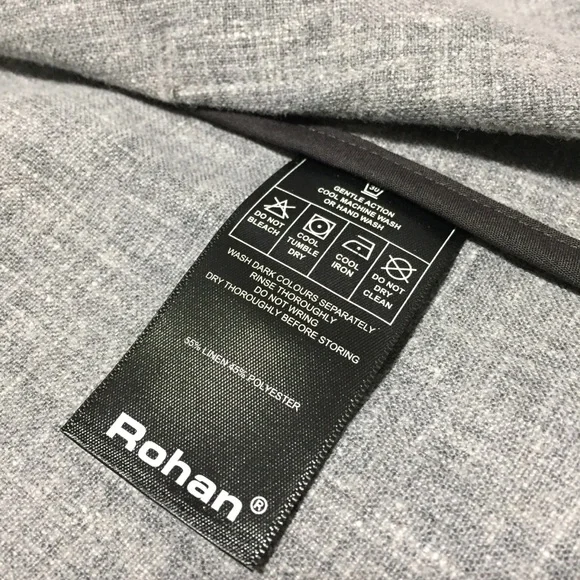 30
GENTLE ACTION
COOL MACHINE WASH
OR HAND WASH
DO NOT
BLEACH
COOL
TUMBLE
DRY
COOL
IRON
DO NOT
DRY
CLEAN
WASH DARK COLOURS SEPARATELY
RINSE THOROUGHLY
DO NOT WRING
DRY THOROUGHLY BEFORE STORING
55% LINEN 45% POLYESTER
Rohan®